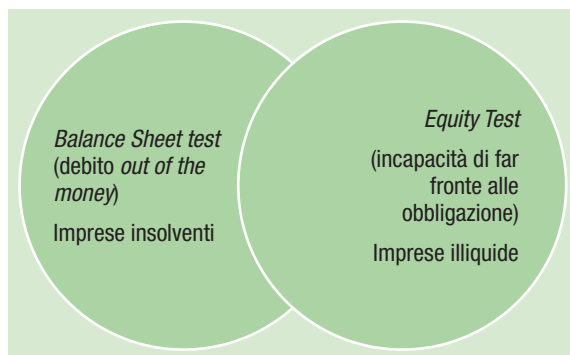 Balance Sheet test
(debito out of the
money)
Imprese insolventi
Equity Test
(incapacità di far
fronte alle
obbligazione)
Imprese illiquide